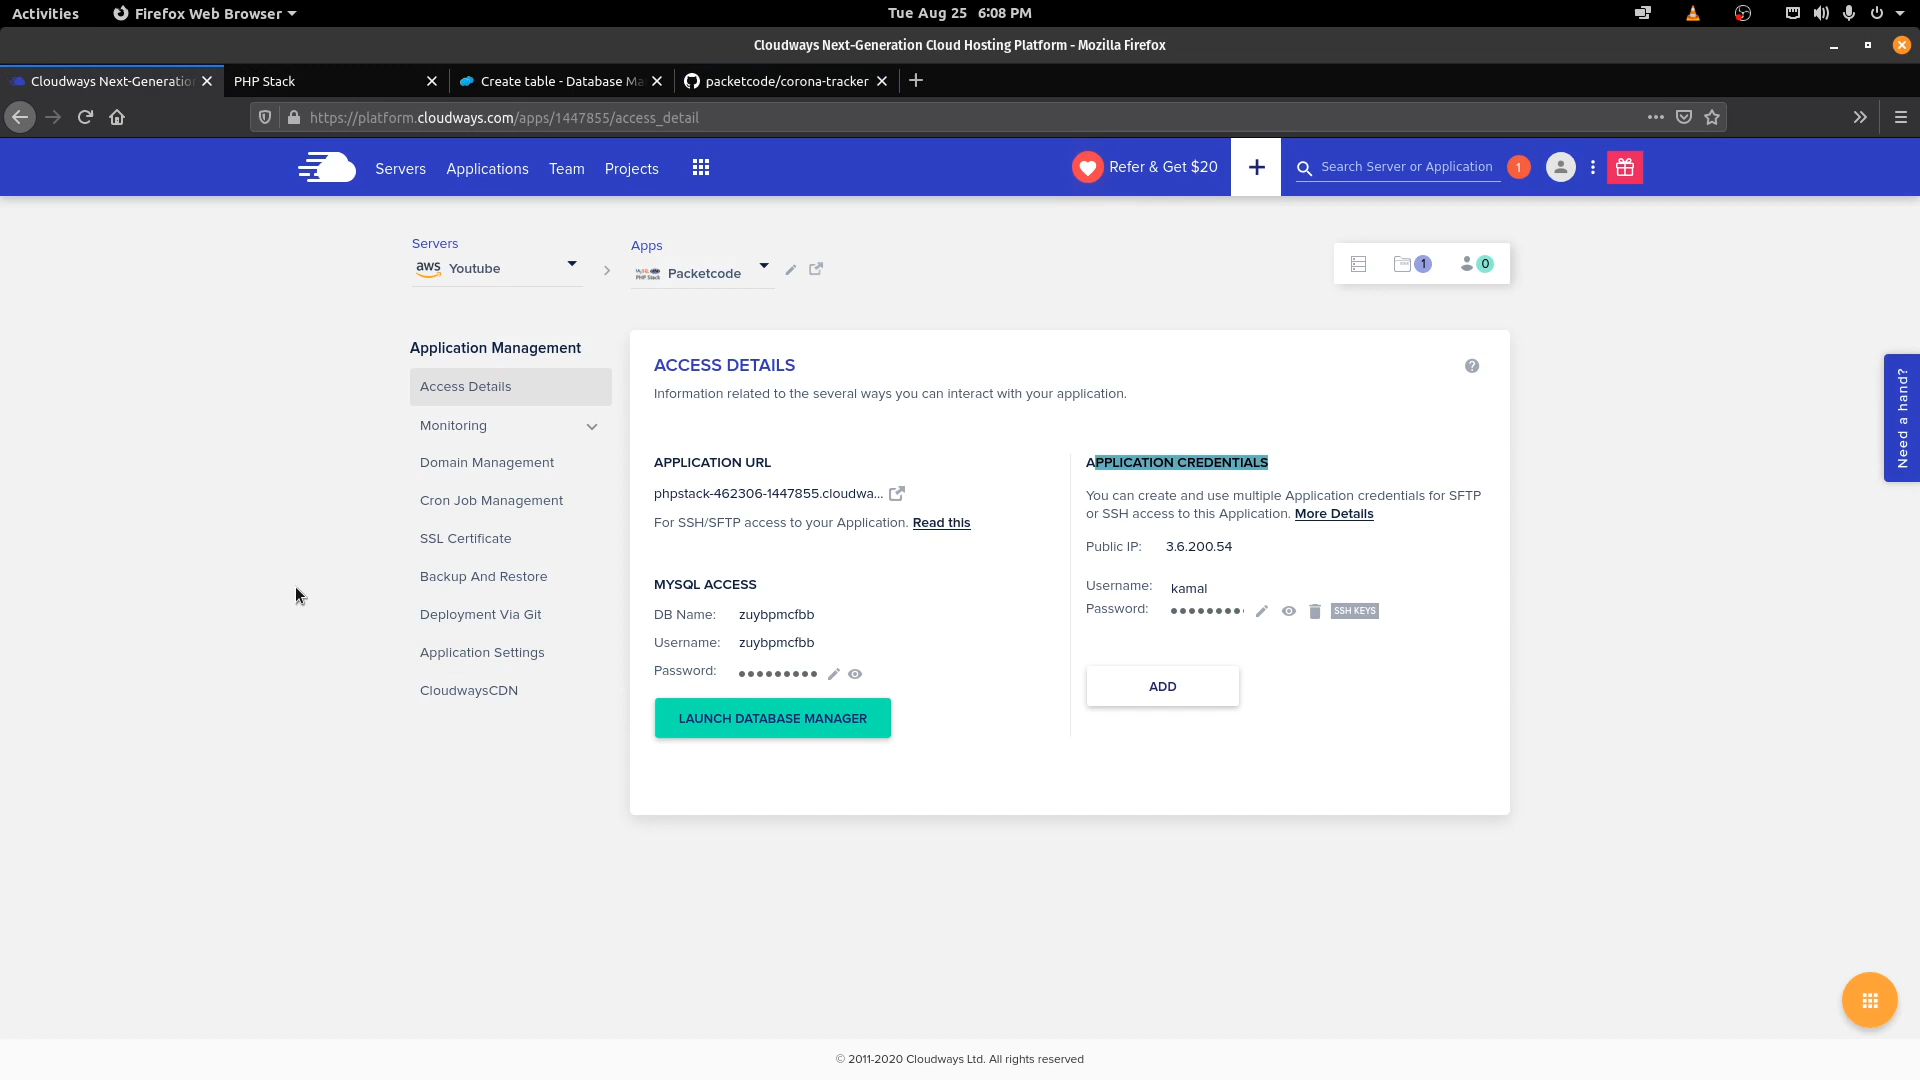 Activities
Firefox Web Browser
Tue Aug 25 6:08 PM
Cloudways Next-Generation Cloud Hosting Platform - Mozilla Firefox
Cloudways Next-Generatio
PHP Stack
Create table - Database Ma
packetcode/corona-tracker
https://platform.cloudways.com/apps/1447855/access_detail
Servers
Applications
Team
Projects
Refer & Get $20
Search Server or Application
1
Servers
aws
Youtube
Apps
PHP Stack
Packetcode
1
0
Need a hand?
Application Management
Access Details
Monitoring
Domain Management
Cron Job Management
SSL Certificate
Backup And Restore
Deployment Via Git
Application Settings
CloudwaysCDN
ACCESS DETAILS
Information related to the several ways you can interact with your application.
APPLICATION URL
phpstack-462306-1447855.cloudwa...
For SSH/SFTP access to your Application. Read this
MYSQL ACCESS
DB Name: zuybpmcfbb
Username: zuybpmcfbb
Password:
LAUNCH DATABASE MANAGER
APPLICATION CREDENTIALS
You can create and use multiple Application credentials for SFTP
or SSH access to this Application. More Details
Public IP: 3.6.200.54
Username: kamal
Password:
SSH KEYS
ADD
© 2011-2020 Cloudways Ltd. All rights reserved